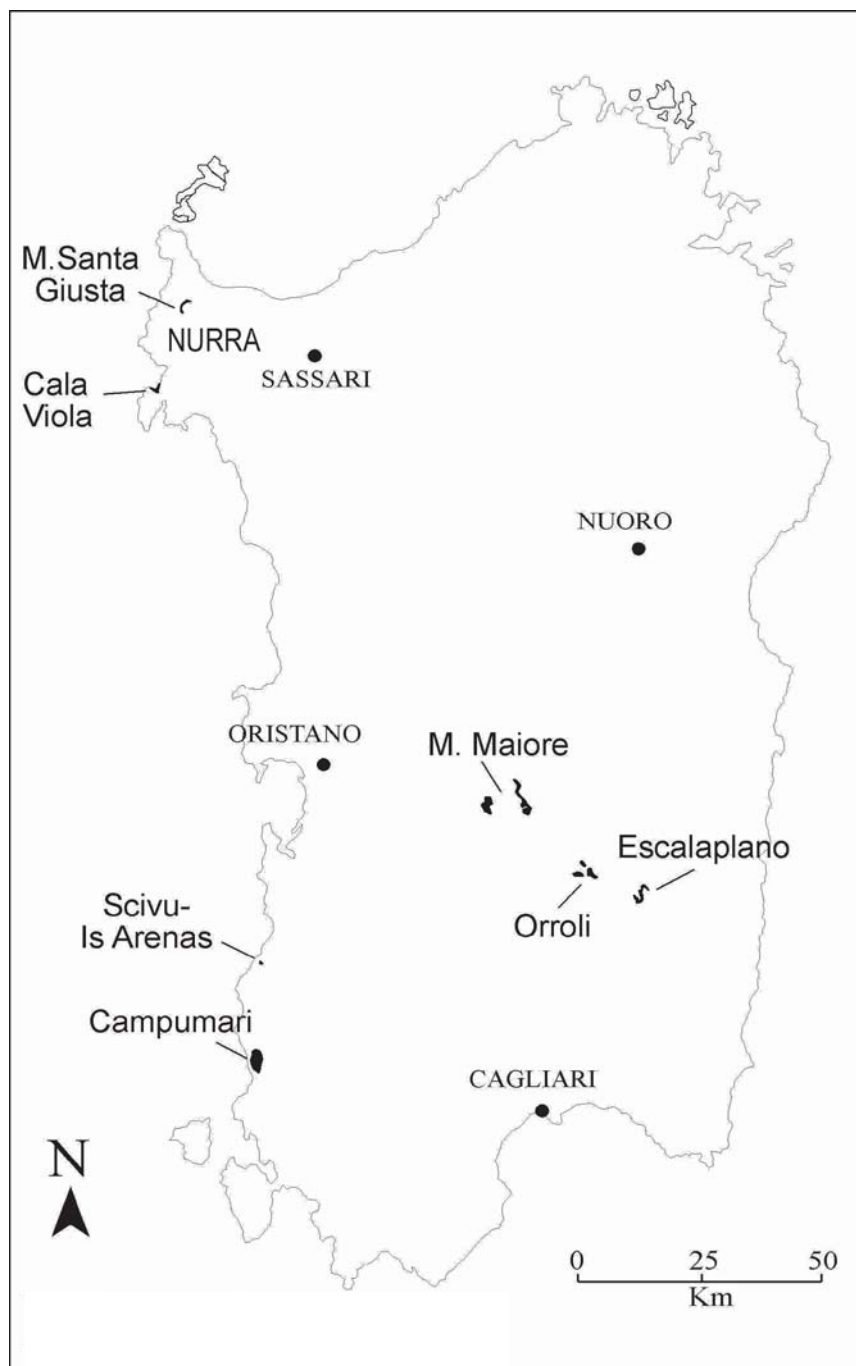 M.Santa
Giusta
NURRA
SASSARI
Cala
Viola
NUORO
ORISTANO
M. Maiore
Escalaplano
Orroli
Scivu-
Is Arenas
Campumari
CAGLIARI
N
0 25 50
Km